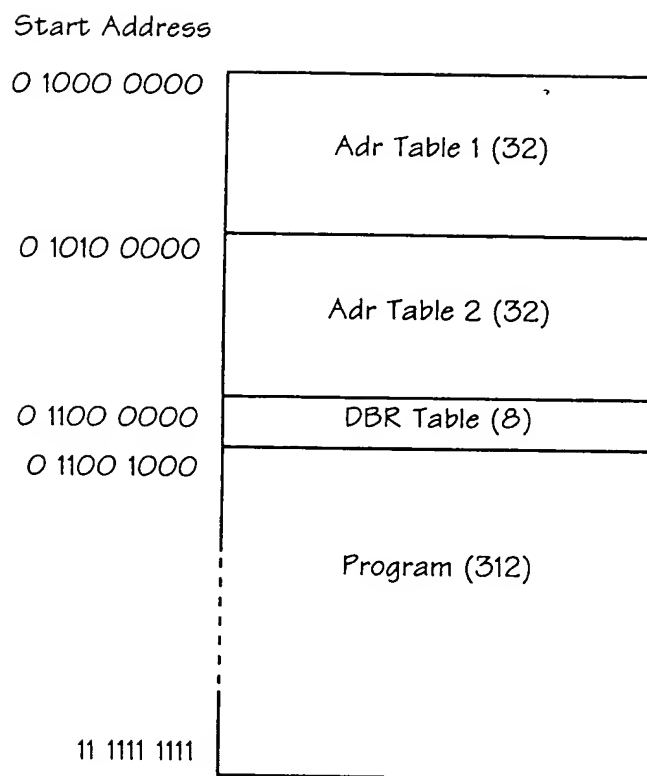 Start Address
0 1000 0000
Adr Table 1 (32)
0 1010 0000
Adr Table 2 (32)
0 1100 0000
DBR Table (8)
0 1100 1000
Program (312)
11 1111 1111